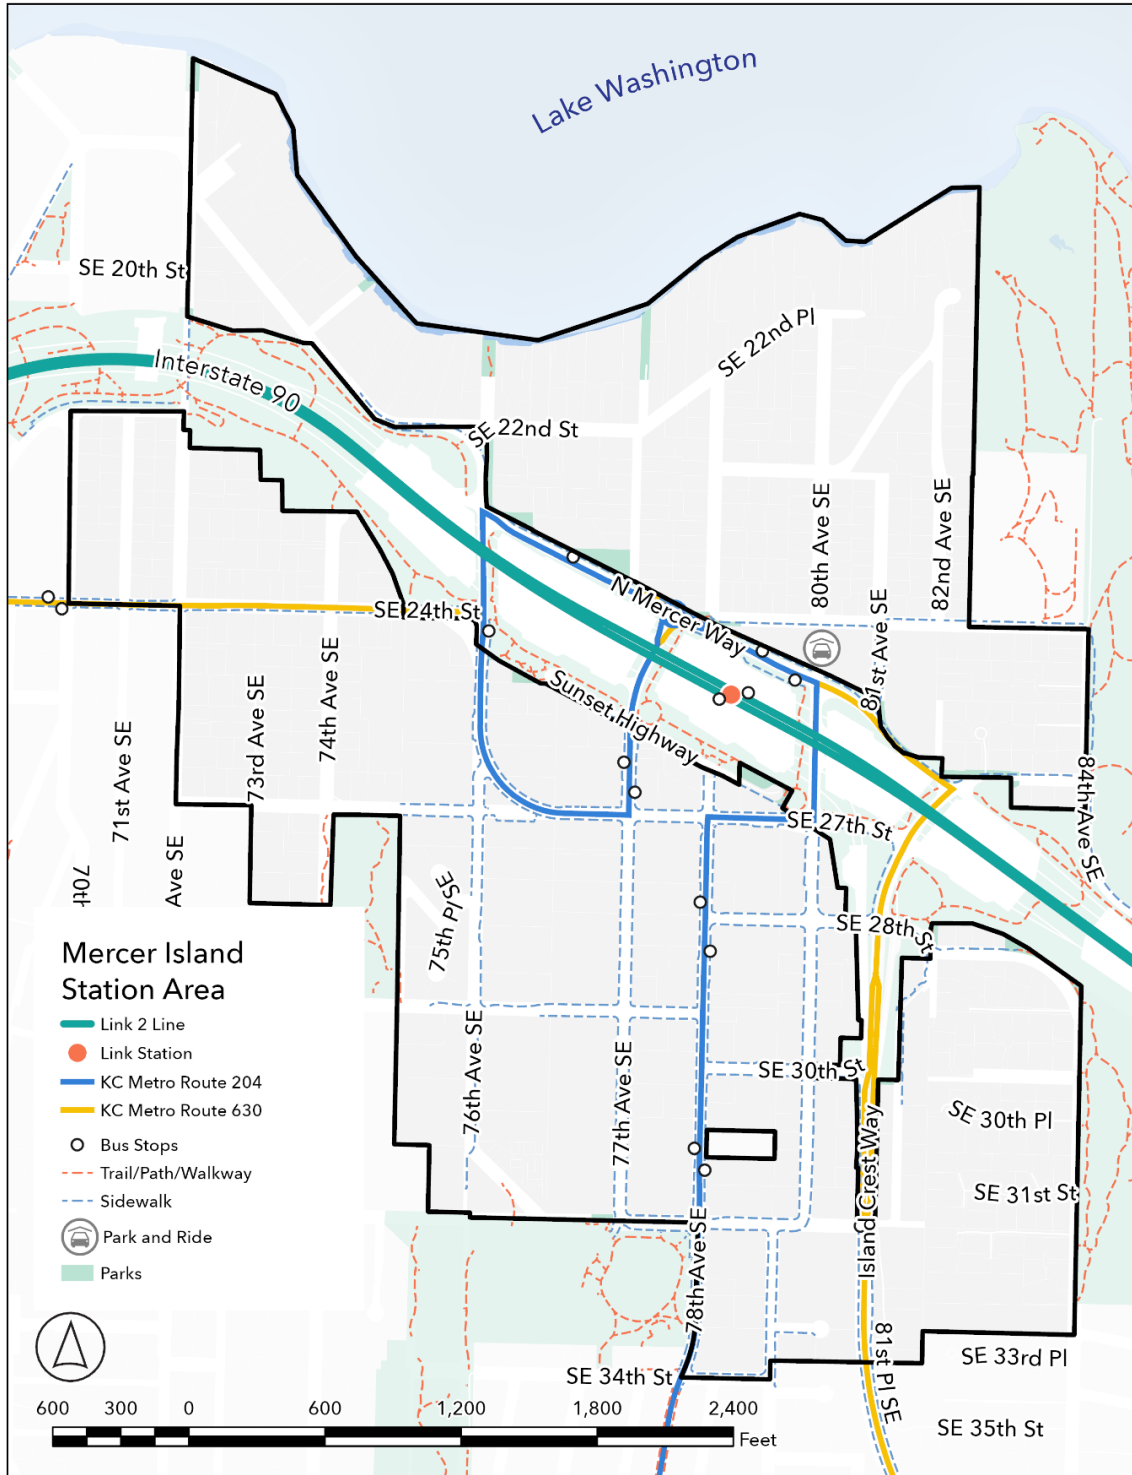 Lake Washington
SE 20th St
Interstate 90
SE 22nd Pl
SE 22nd St
80th Ave SE
82nd Ave SE
N Mercer Way
81st Ave SE
SE 24th St
Sunset Highway
74th Ave SE
73rd Ave SE
71st Ave SE
84th Ave SE
SE 27th St
70th
Ave SE
75th Pl SE
SE 28th St
Mercer Island
Station Area
Link 2 Line
Link Station
KC Metro Route 204
KC Metro Route 630
Bus Stops
Trail/Path/Walkway
Sidewalk
Park and Ride
Parks
76th Ave SE
77th Ave SE
SE 30th St
SE 30th Pl
Island Crest Way
SE 31st St
78th Ave SE
81st Pl SE
SE 33rd Pl
SE 34th St
SE 35th St
600 300 0 600 1,200 1,800 2,400
Feet